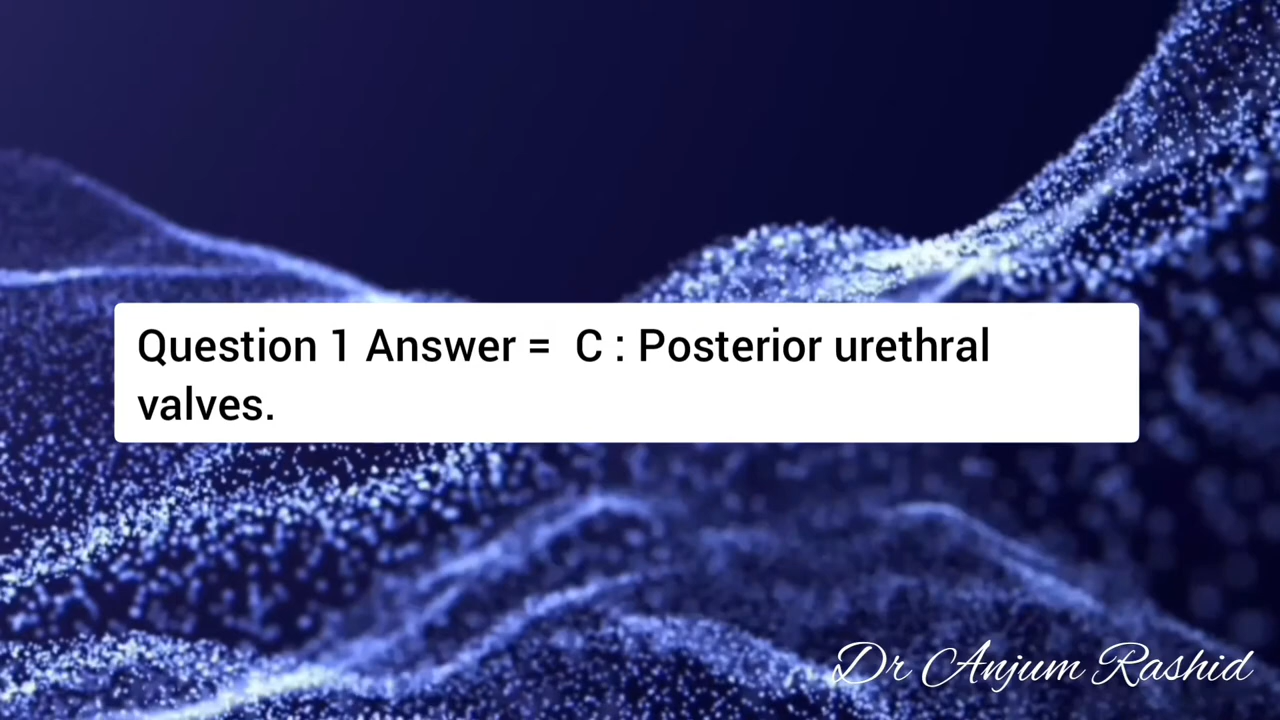 Question 1 Answer = C : Posterior urethral
valves.
Dr Anjum Rashid